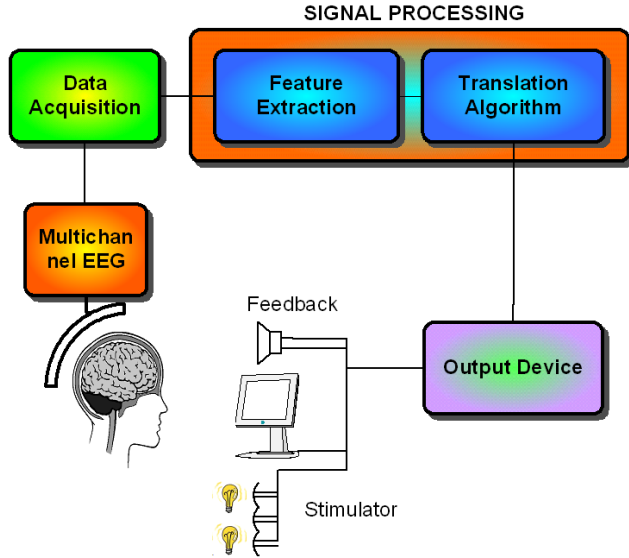 SIGNAL PROCESSING
Data
Acquisition
Feature
Extraction
Translation
Algorithm
Multichan
nel EEG
Feedback
Output Device
Stimulator